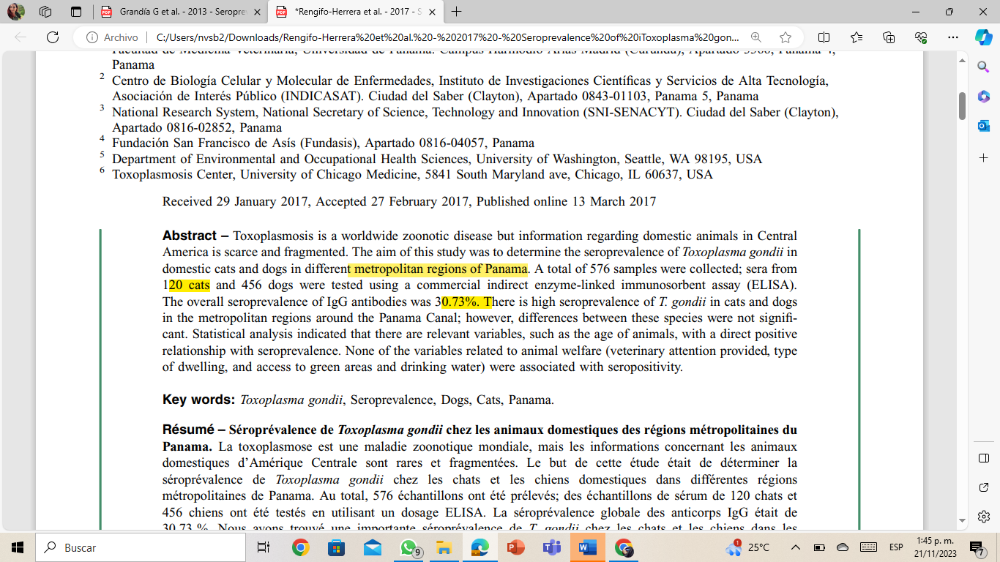 Grandía G et al. - 2013 - Seropre
*Rengifo-Herrera et al. - 2017 - S
Archivo
C:/Users/nvsb2/Downloads/Rengifo-Herrera%20et%20al.%20-%202017%20-%20Seroprevalence%20of%20iToxoplasma%20gon...
Facultad de Medicina Veterinaria, Universidad de Panamá. Campus Harmodio Arias Madrid (Curundú), Apartado 3366, Panama 4,
Panama
2 Centro de Biología Celular y Molecular de Enfermedades, Instituto de Investigaciones Científicas y Servicios de Alta Tecnología,
Asociación de Interés Público (INDICASAT). Ciudad del Saber (Clayton), Apartado 0843-01103, Panama 5, Panama
3 National Research System, National Secretary of Science, Technology and Innovation (SNI-SENACYT). Ciudad del Saber (Clayton),
Apartado 0816-02852, Panama
4 Fundación San Francisco de Asís (Fundasis), Apartado 0816-04057, Panama
5 Department of Environmental and Occupational Health Sciences, University of Washington, Seattle, WA 98195, USA
6 Toxoplasmosis Center, University of Chicago Medicine, 5841 South Maryland ave, Chicago, IL 60637, USA
Received 29 January 2017, Accepted 27 February 2017, Published online 13 March 2017
Abstract – Toxoplasmosis is a worldwide zoonotic disease but information regarding domestic animals in Central
America is scarce and fragmented. The aim of this study was to determine the seroprevalence of Toxoplasma gondii in
domestic cats and dogs in different metropolitan regions of Panama. A total of 576 samples were collected; sera from
120 cats and 456 dogs were tested using a commercial indirect enzyme-linked immunosorbent assay (ELISA).
The overall seroprevalence of IgG antibodies was 30.73%. There is high seroprevalence of T. gondii in cats and dogs
in the metropolitan regions around the Panama Canal; however, differences between these species were not signifi-
cant. Statistical analysis indicated that there are relevant variables, such as the age of animals, with a direct positive
relationship with seroprevalence. None of the variables related to animal welfare (veterinary attention provided, type
of dwelling, and access to green areas and drinking water) were associated with seropositivity.
Key words: Toxoplasma gondii, Seroprevalence, Dogs, Cats, Panama.
Résumé – Séroprévalence de Toxoplasma gondii chez les animaux domestiques des régions métropolitaines du
Panama. La toxoplasmose est une maladie zoonotique mondiale, mais les informations concernant les animaux
domestiques d'Amérique Centrale sont rares et fragmentées. Le but de cette étude était de déterminer la
séroprévalence de Toxoplasma gondii chez les chats et les chiens domestiques dans différentes régions
métropolitaines de Panama. Au total, 576 échantillons ont été prélevés; des échantillons de sérum de 120 chats et
456 chiens ont été testés en utilisant un dosage ELISA. La séroprévalence globale des anticorps IgG était de
30.73 %. Nous avons trouvé une importante séroprévalence de T. gondii chez les chats et les chiens dans les
Buscar
9
1
25°C
ESP
1:45 p. m.
21/11/2023
7